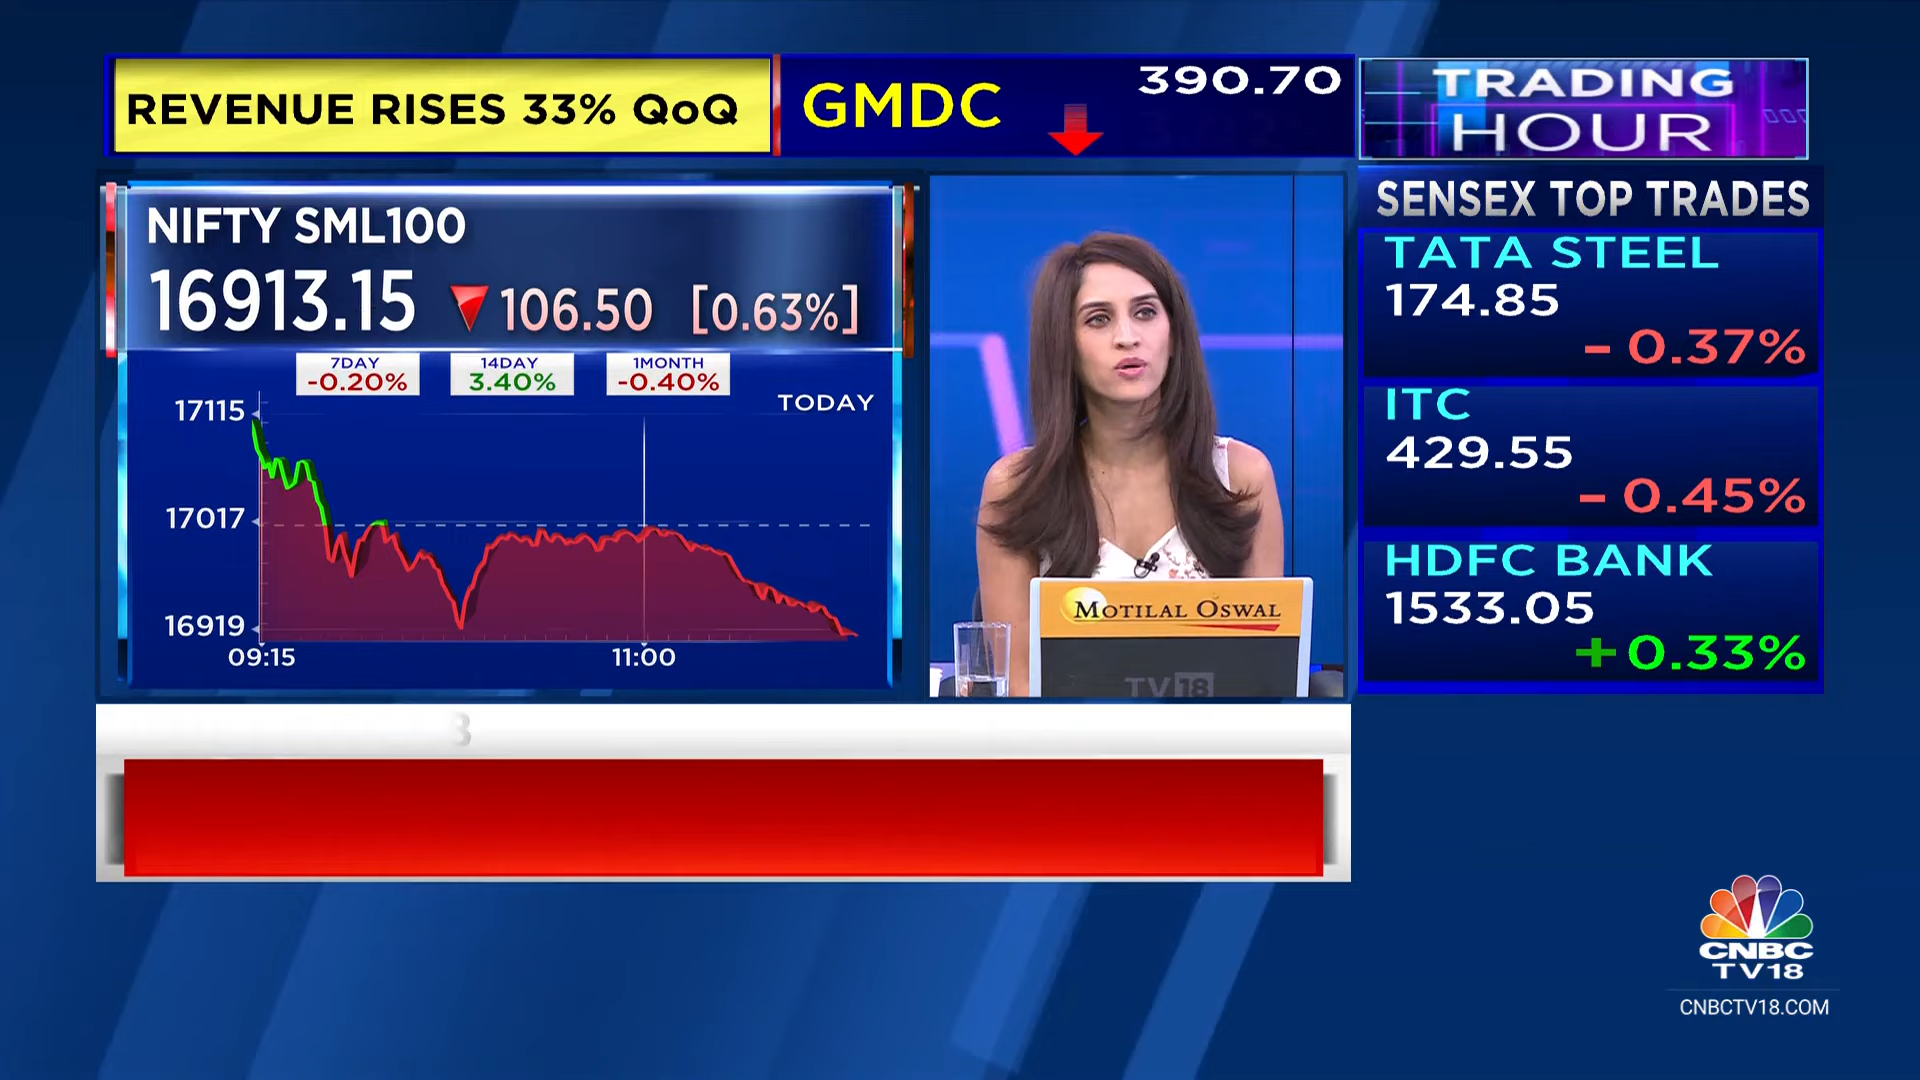 REVENUE RISES 33% QoQ
GMDC
390.70
TRADING
HOUR
NIFTY SML100
16913.15 106.50 [0.63%]
7DAY
-0.20%
14DAY
3.40%
1MONTH
-0.40%
TODAY
17115
17017
16919
09:15
11:00
MOTILAL OSWAL
TV18
SENSEX TOP TRADES
TATA STEEL
174.85
- 0.37%
ITC
429.55
- 0.45%
HDFC BANK
1533.05
+ 0.33%
CNBC
TV18
CNBCTV18.COM